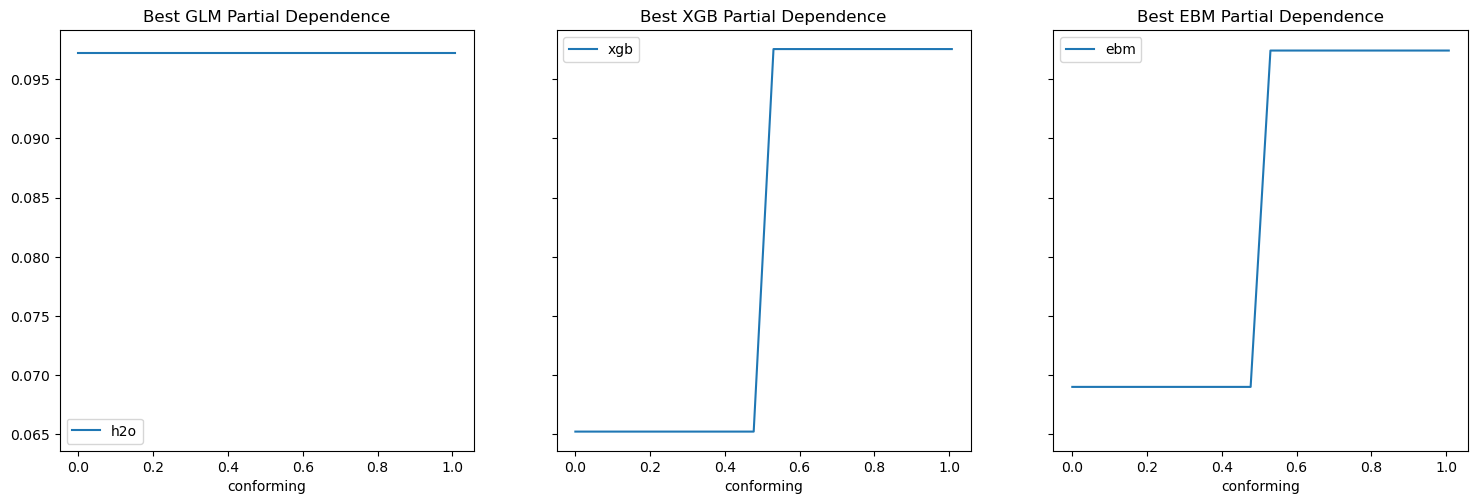 Best GLM Partial Dependence
0.095
0.090
0.085
0.080
0.075
0.070
0.065
h2o
0.0 0.2 0.4 0.6 0.8 1.0
conforming
Best XGB Partial Dependence
xgb
0.0 0.2 0.4 0.6 0.8 1.0
conforming
Best EBM Partial Dependence
ebm
0.0 0.2 0.4 0.6 0.8 1.0
conforming